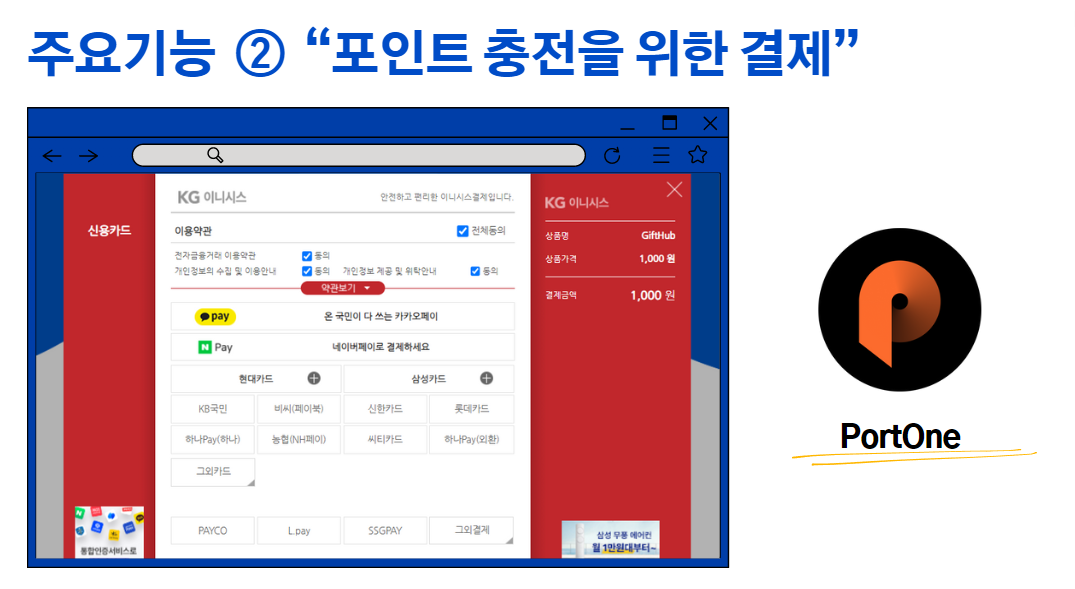 주요기능 ② “포인트 충전을 위한 결제”
신용카드
KG 이니시스
안전하고 편리한 이니시스결제입니다.
이용약관
전체동의
전자금융거래 이용약관 동의
개인정보의 수집 및 이용안내 동의 개인정보 제공 및 위탁안내 동의
약관보기
pay 온 국민이 다 쓰는 카카오페이
N Pay 네이버페이로 결제하세요
현대카드 삼성카드
KB국민 비씨(페이북) 신한카드 롯데카드
하나Pay(하나) 농협(NH페이) 씨티카드 하나Pay(외환)
그외카드
PAYCO L.pay SSGPAY 그외결제
통합인증서비스로
KG 이니시스
상품명 GiftHub
상품가격 1,000 원
결제금액 1,000 원
삼성 무풍 에어컨
월 1만원대부터~
PortOne